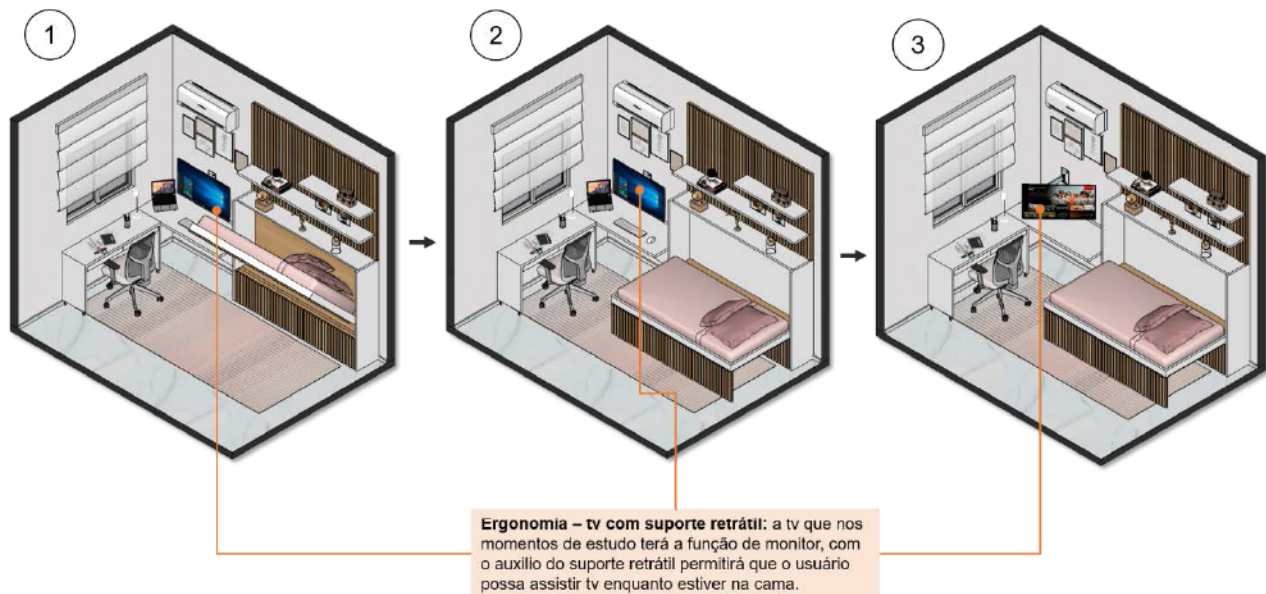 1
2
3
Ergonomia – tv com suporte retrátil: a tv que nos
momentos de estudo terá a função de monitor, com
o auxilio do suporte retrátil permitirá que o usuário
possa assistir tv enquanto estiver na cama.